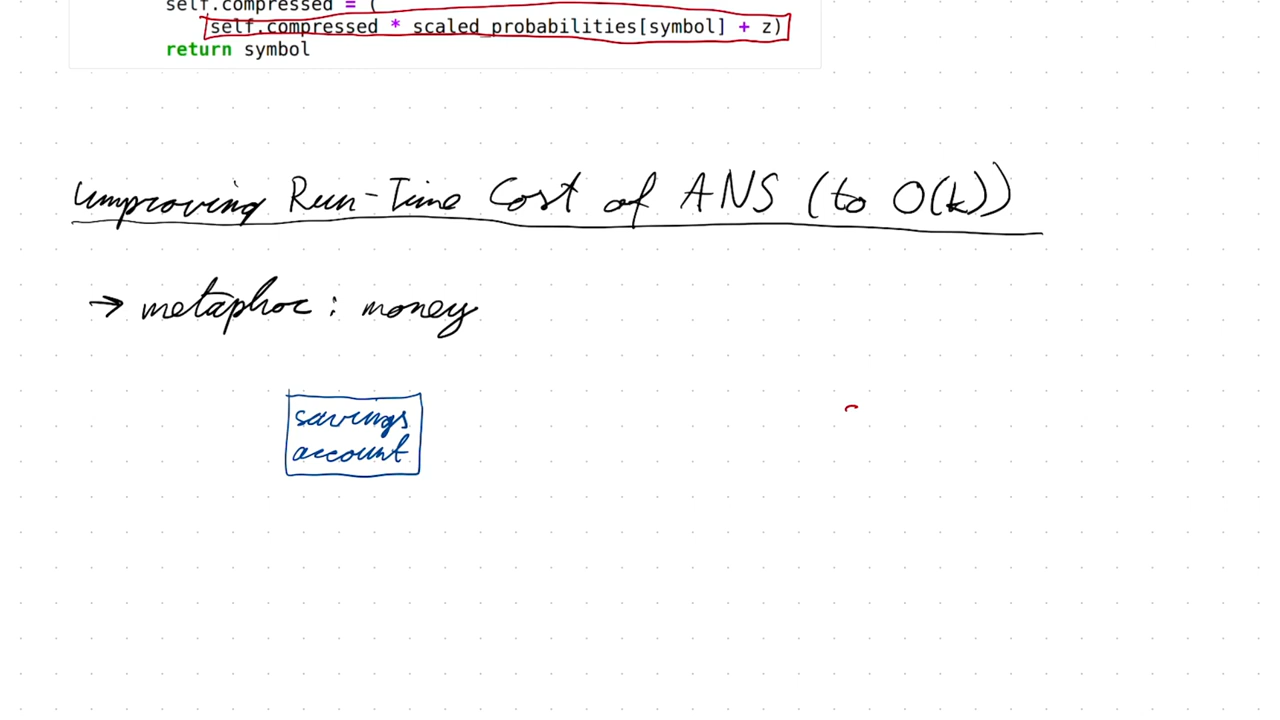 self.compressed = (
self.compressed * scaled_probabilities[symbol] + z)
return symbol
Improving Run-Time Cost of ANS (to O(k))
→ metaphor: money
savings
account